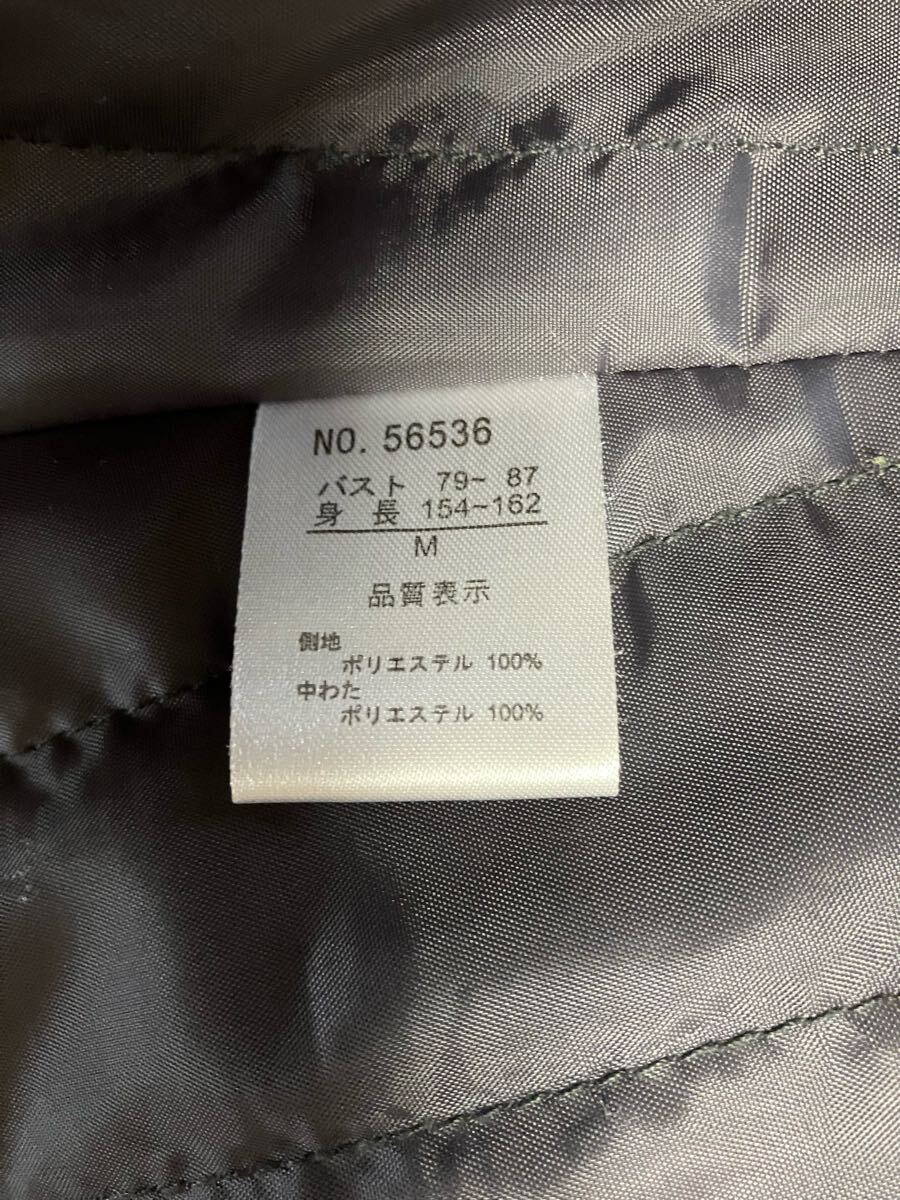 NO. 56536
バスト 79~ 87
身 長 154~162
M
品質表示
側地
ポリエステル 100%
中わた
ポリエステル 100%